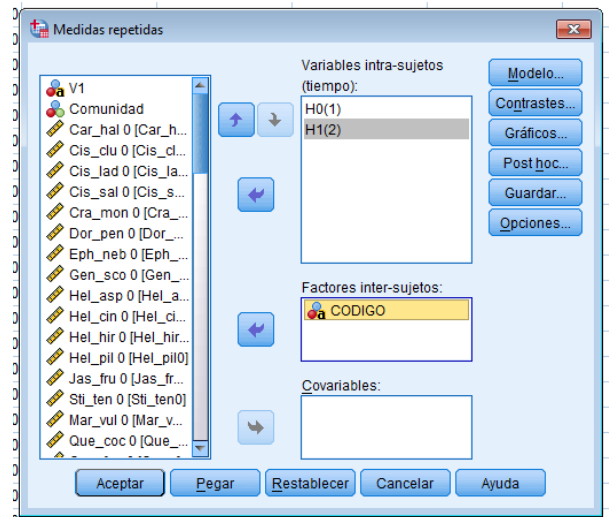 Medidas repetidas
V1
Comunidad
Car_hal 0 [Car_h...
Cis_clu 0 [Cis_cl...
Cis_lad 0 [Cis_la...
Cis_sal 0 [Cis_s...
Cra_mon 0 [Cra_...
Dor_pen 0 [Dor_...
Eph_neb 0 [Eph_...
Gen_sco 0 [Gen_...
Hel_asp 0 [Hel_a...
Hel_cin 0 [Hel_ci...
Hel_hir 0 [Hel_hir...
Hel_pil 0 [Hel_pil0]
Jas_fru 0 [Jas_fr...
Sti_ten 0 [Sti_ten0]
Mar_vul 0 [Mar_v...
Que_coc 0 [Que_...
Variables intra-sujetos
(tiempo):
H0(1)
H1(2)
Factores inter-sujetos:
CODIGO
Covariables:
Modelo...
Contrastes...
Gráficos...
Post hoc...
Guardar...
Opciones...
Aceptar
Pegar
Restablecer
Cancelar
Ayuda